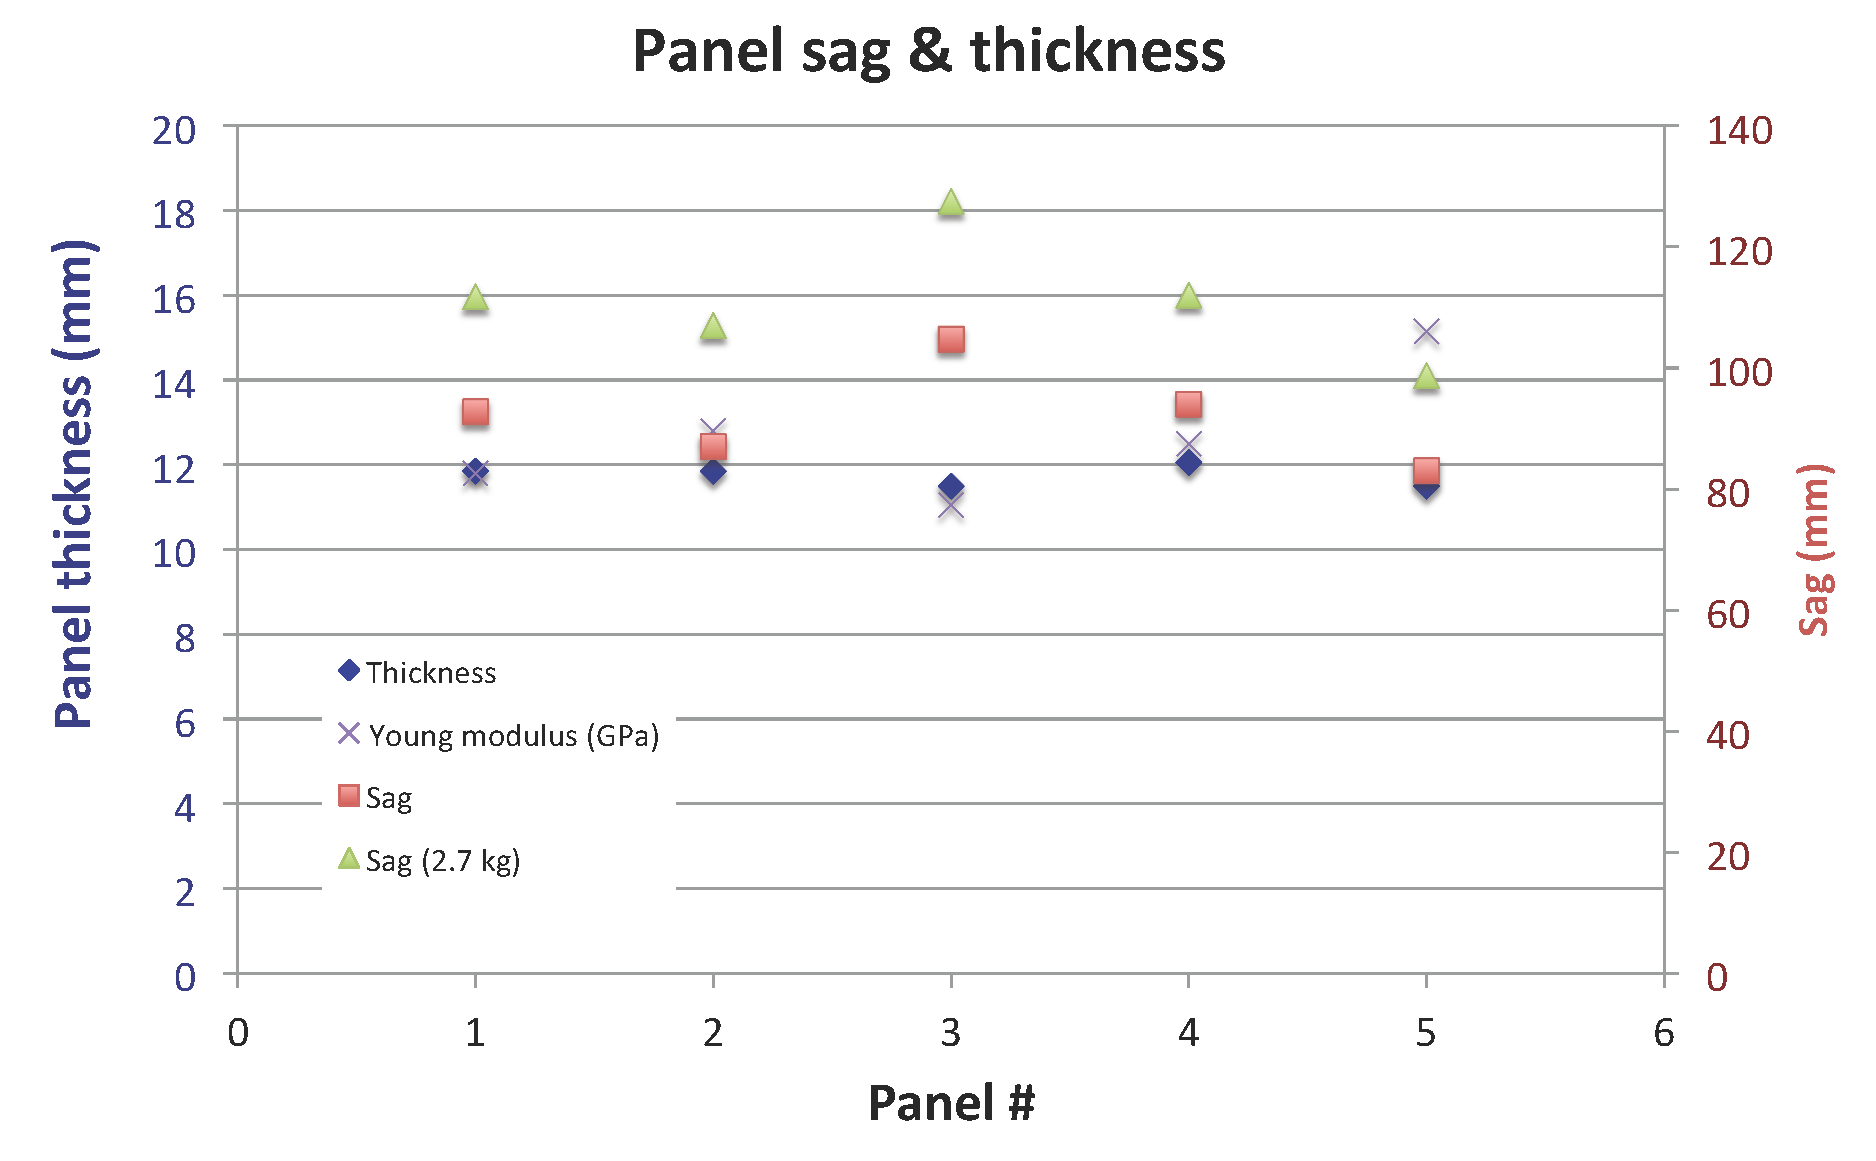 Panel sag & thickness
Panel thickness (mm)
20
18
16
14
12
10
8
6
4
2
0
140
120
100
80
60
40
20
0
Sag (mm)
Thickness
Young modulus (GPa)
Sag
Sag (2.7 kg)
0 1 2 3 4 5 6
Panel #